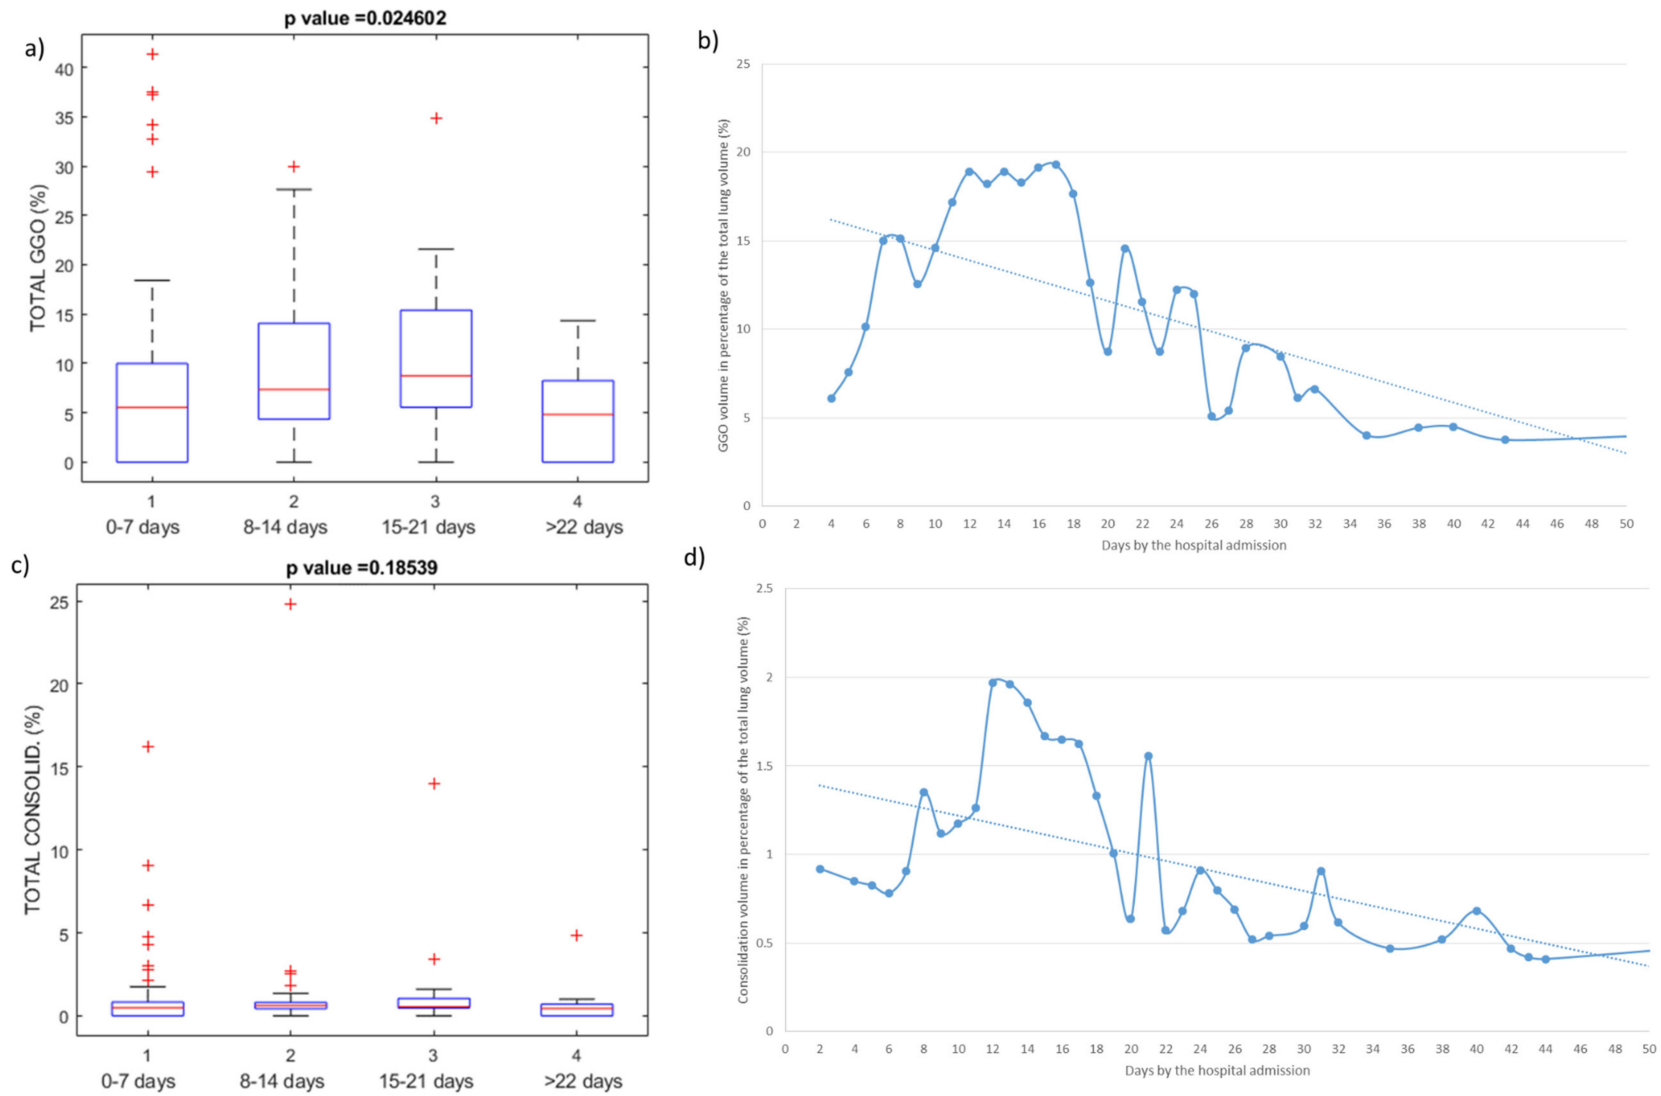 a)
p value =0.024602
TOTAL GGO (%)
40
35
30
25
20
15
10
5
0
1 2 3 4
0-7 days 8-14 days 15-21 days >22 days
b)
GGO volume in percentage of the total lung volume (%)
25
20
15
10
5
0
0 2 4 6 8 10 12 14 16 18 20 22 24 26 28 30 32 34 36 38 40 42 44 46 48 50
Days by the hospital admission
c)
p value =0.18539
TOTAL CONSOLID. (%)
25
20
15
10
5
0
1 2 3 4
0-7 days 8-14 days 15-21 days >22 days
d)
Consolidation volume in percentage of the total lung volume (%)
2.5
2
1.5
1
0.5
0
0 2 4 6 8 10 12 14 16 18 20 22 24 26 28 30 32 34 36 38 40 42 44 46 48 50
Days by the hospital admission